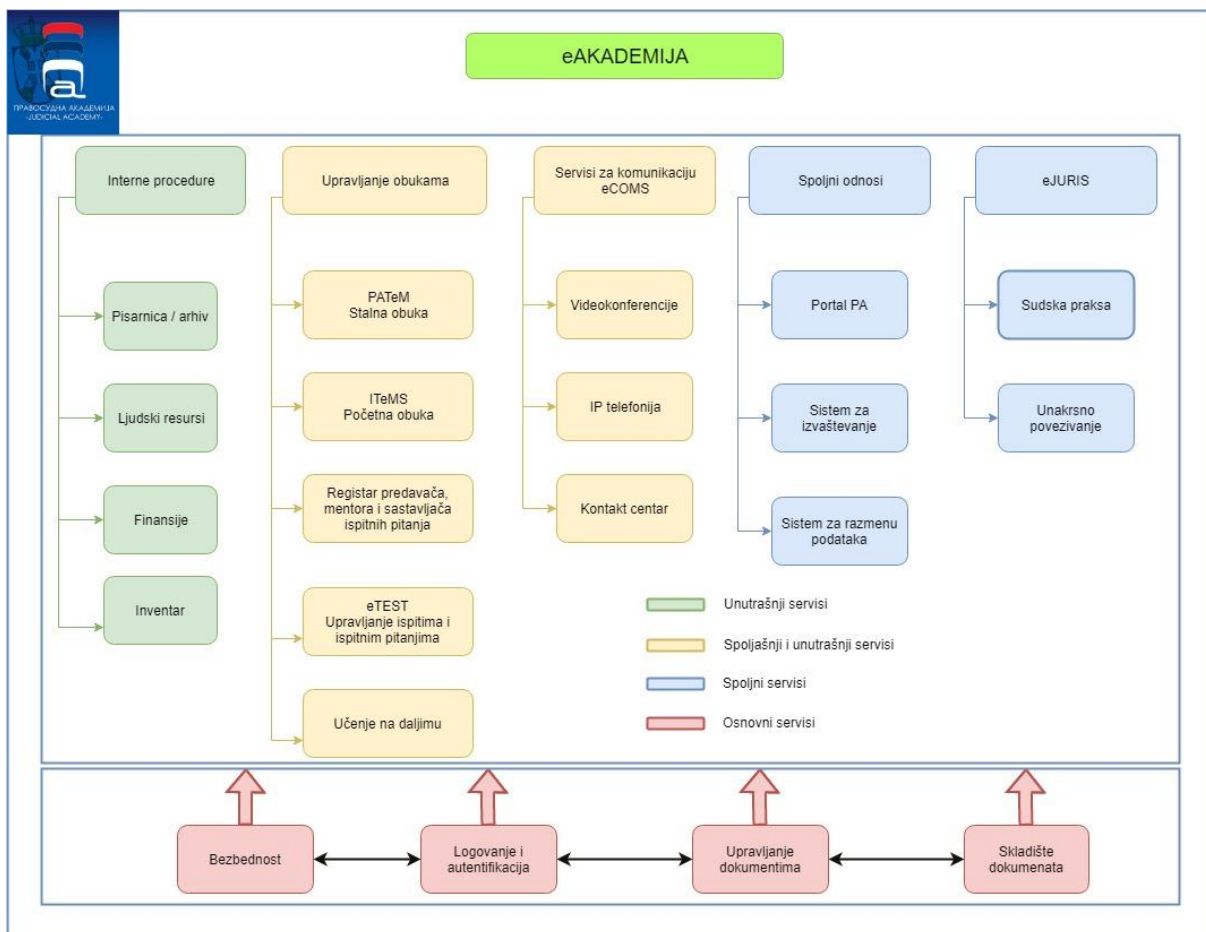 eAKADEMIJA
ПРАВОСУДНА АКАДЕМИЈА
-JUDICIAL ACADEMY-
Interne procedure
Pisarnica / arhiv
Ljudski resursi
Finansije
Inventar
Upravljanje obukama
PATeM
Stalna obuka
ITeMS
Početna obuka
Registar predavača,
mentora i sastavljača
ispitnih pitanja
eTEST
Upravljanje ispitima i
ispitnim pitanjima
Učenje na daljimu
Servisi za komunikaciju
eCOMS
Videokonferencije
IP telefonija
Kontakt centar
Spoljni odnosi
Portal PA
Sistem za
izvaštevanje
Sistem za razmenu
podataka
eJURIS
Sudska praksa
Unakrsno
povezivanje
Unutrašnji servisi
Spoljašnji i unutrašnji servisi
Spoljni servisi
Osnovni servisi
Bezbednost
Logovanje i
autentifikacija
Upravljanje
dokumentima
Skladište
dokumenata